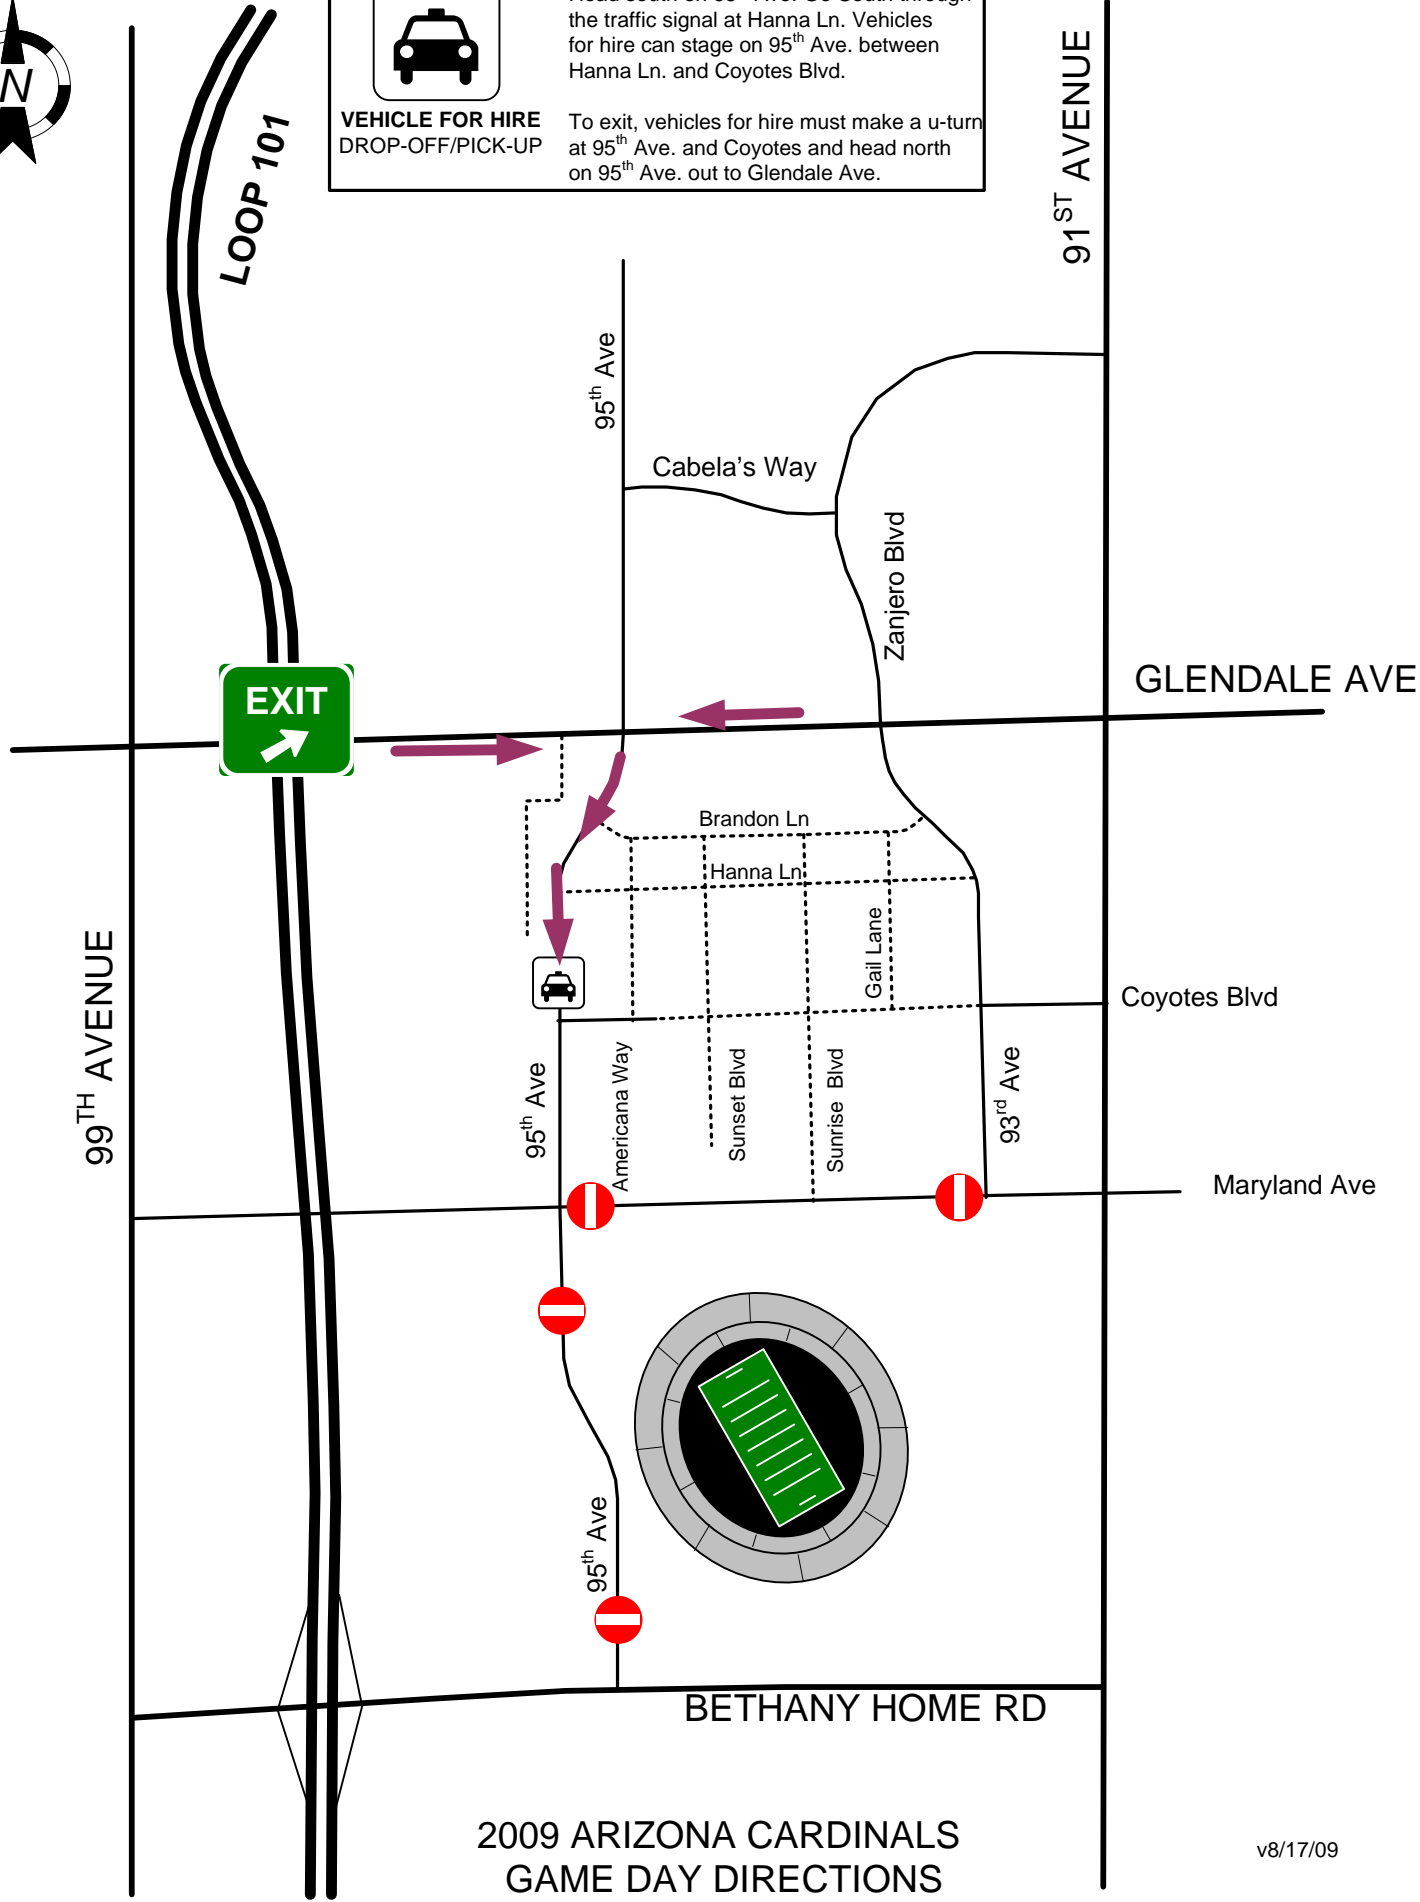 the traffic signal at Hanna Ln. Vehicles
for hire can stage on 95th Ave. between
Hanna Ln. and Coyotes Blvd.
VEHICLE FOR HIRE
DROP-OFF/PICK-UP
To exit, vehicles for hire must make a u-turn
at 95th Ave. and Coyotes and head north
on 95th Ave. out to Glendale Ave.
N
LOOP 101
91ST AVENUE
95th Ave
Cabela's Way
Zanjero Blvd
GLENDALE AVE
EXIT
Brandon Ln
Hanna Ln
Gail Lane
99TH AVENUE
Coyotes Blvd
95th Ave
Americana Way
Sunset Blvd
Sunrise Blvd
93rd Ave
Maryland Ave
95th Ave
BETHANY HOME RD
2009 ARIZONA CARDINALS
GAME DAY DIRECTIONS
v8/17/09